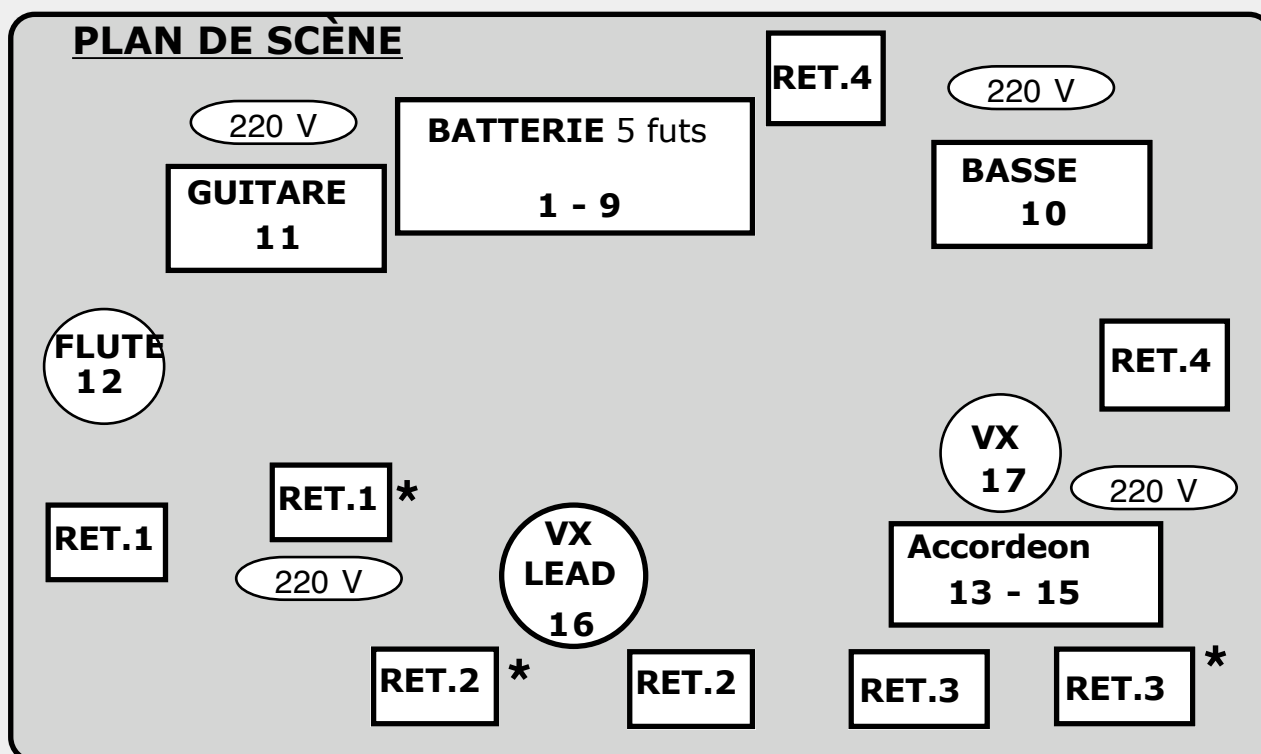 PLAN DE SCÈNE
RET.4
220 V
220 V
BATTERIE 5 futs
1 - 9
GUITARE
11
BASSE
10
FLUTE
12
RET.4
VX
17
220 V
RET.1 *
RET.1
220 V
VX
LEAD
16
Accordeon
13 - 15
RET.2 *
RET.2
RET.3
RET.3 *